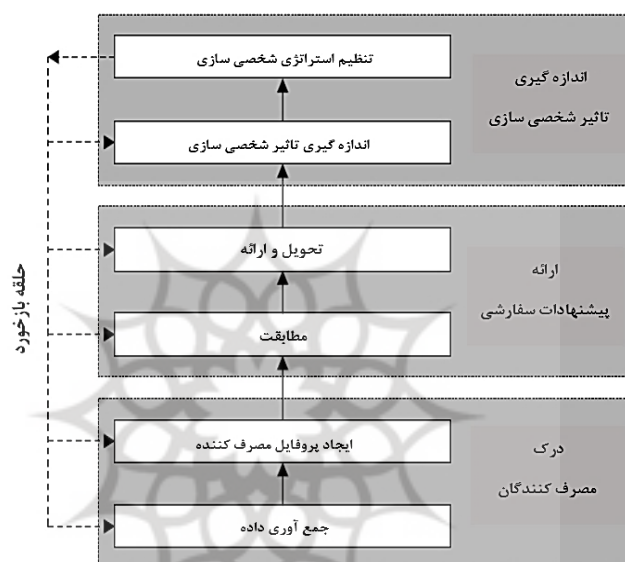 تنظیم استراتژی شخصی سازی
اندازه گیری
تاثیر شخصی سازی
اندازه گیری تاثیر شخصی سازی
تحویل و ارائه
ارائه
پیشنهادات سفارشی
مطابقت
حلقه بازخورد
ایجاد پروفایل مصرف کننده
درک
مصرف کنندگان
جمع آوری داده